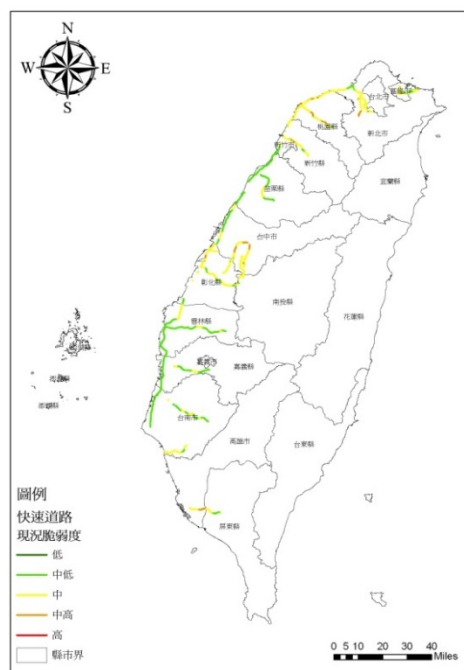 N
W
E
S
台北市
基隆市
桃園市
新北市
新竹市
新竹縣
宜蘭縣
苗栗縣
台中市
彰化縣
南投縣
花蓮縣
雲林縣
嘉義市
嘉義縣
台南市
高雄市
台東縣
屏東縣
圖例
快速道路
現況脆弱度
低
中低
中
中高
高
縣市界
0 5 10 20 30 40
Miles